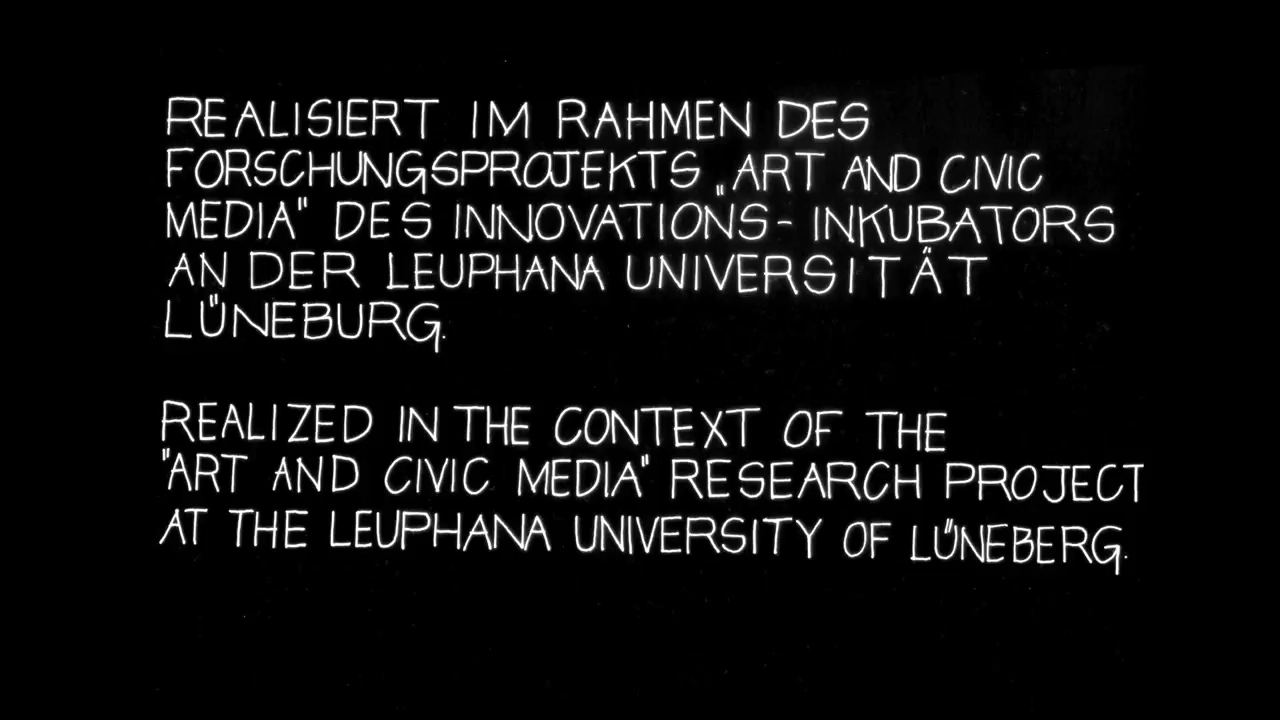 REALISIERT IM RAHMEN DES
FORSCHUNGSPROJEKTS „ART AND CIVIC
MEDIA" DES INNOVATIONS-INKUBATORS
AN DER LEUPHANA UNIVERSITÄT
LÜNEBURG.
REALIZED IN THE CONTEXT OF THE
"ART AND CIVIC MEDIA" RESEARCH PROJECT
AT THE LEUPHANA UNIVERSITY OF LÜNEBERG.